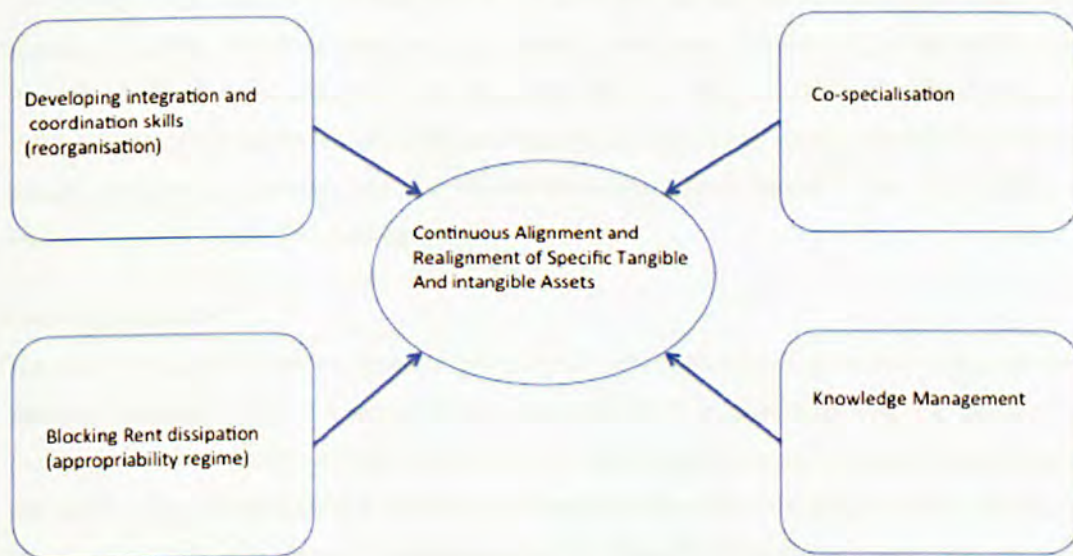 Developing integration and
coordination skills
(reorganisation)
Co-specialisation
Continuous Alignment and
Realignment of Specific Tangible
And intangible Assets
Blocking Rent dissipation
(appropriability regime)
Knowledge Management